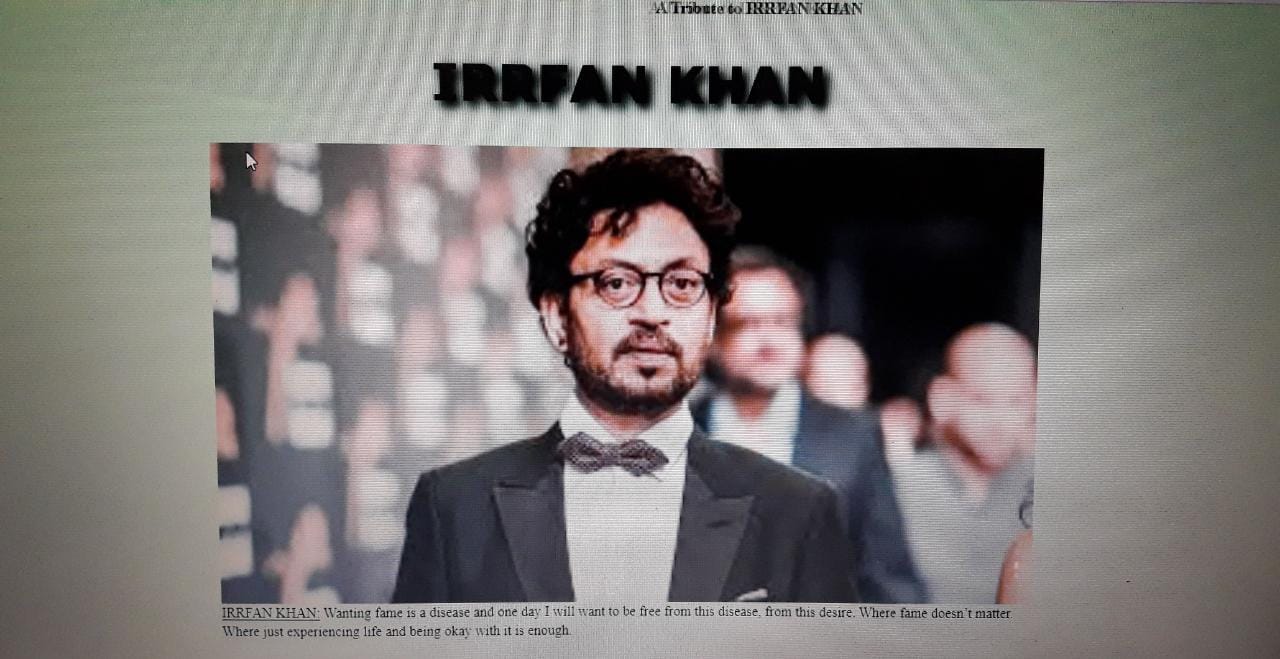 A Tribute to IRRFAN KHAN
IRRFAN KHAN
IRRFAN KHAN: Wanting fame is a disease and one day I will want to be free from this disease, from this desire. Where fame doesn't matter.
Where just experiencing life and being okay with it is enough.